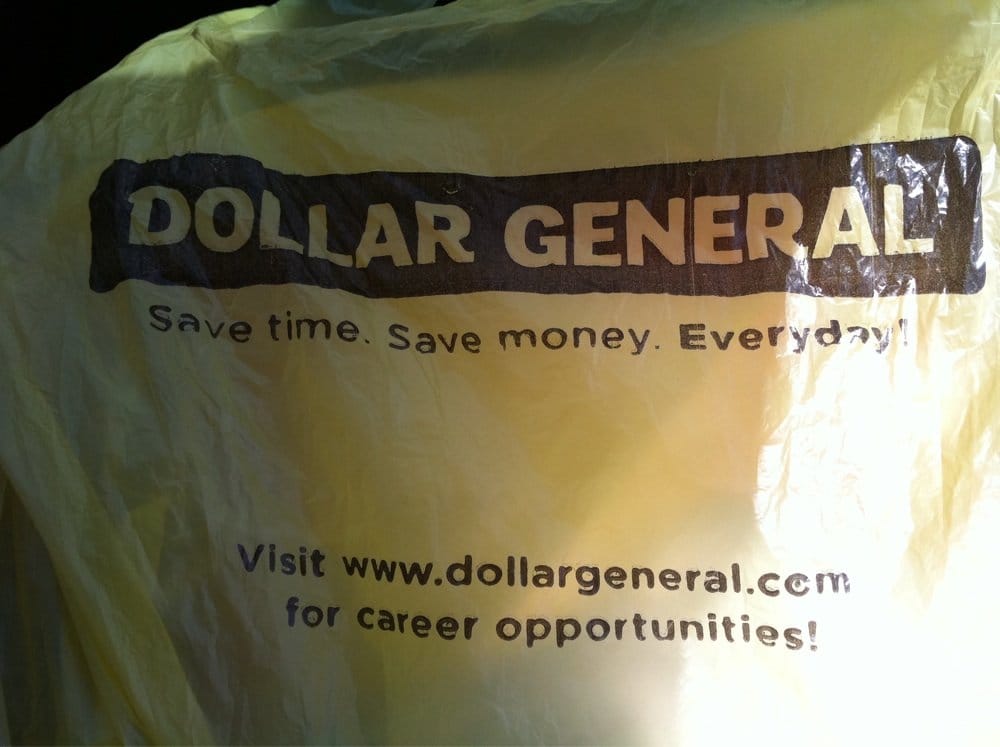 DOLLAR GENERAL
Save time. Save money. Everyday!
Visit www.dollargeneral.com
for career opportunities!